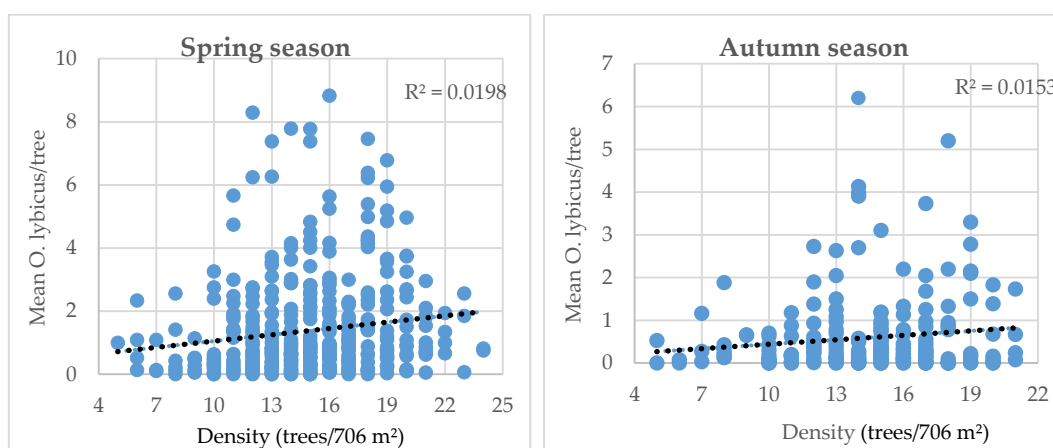 Spring season
R² = 0.0198
Mean O. lybicus/tree
10
8
6
4
2
0
4 7 10 13 16 19 22 25
Density (trees/706 m²)
Autumn season
R² = 0.0153
Mean O. lybicus/tree
7
6
5
4
3
2
1
0
4 7 10 13 16 19 22
Density (trees/706 m²)